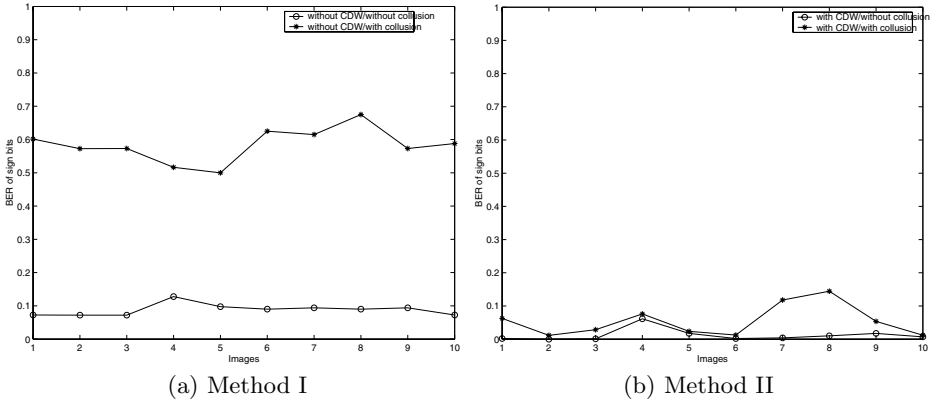 without CDW/without collusion
without CDW/with collusion
1
0.9
0.8
0.7
0.6
0.5
0.4
0.3
0.2
0.1
0
BER of sign bits
1 2 3 4 5 6 7 8 9 10
Images
(a) Method I
with CDW/without collusion
with CDW/with collusion
1
0.9
0.8
0.7
0.6
0.5
0.4
0.3
0.2
0.1
0
BER of sign bits
1 2 3 4 5 6 7 8 9 10
Images
(b) Method II